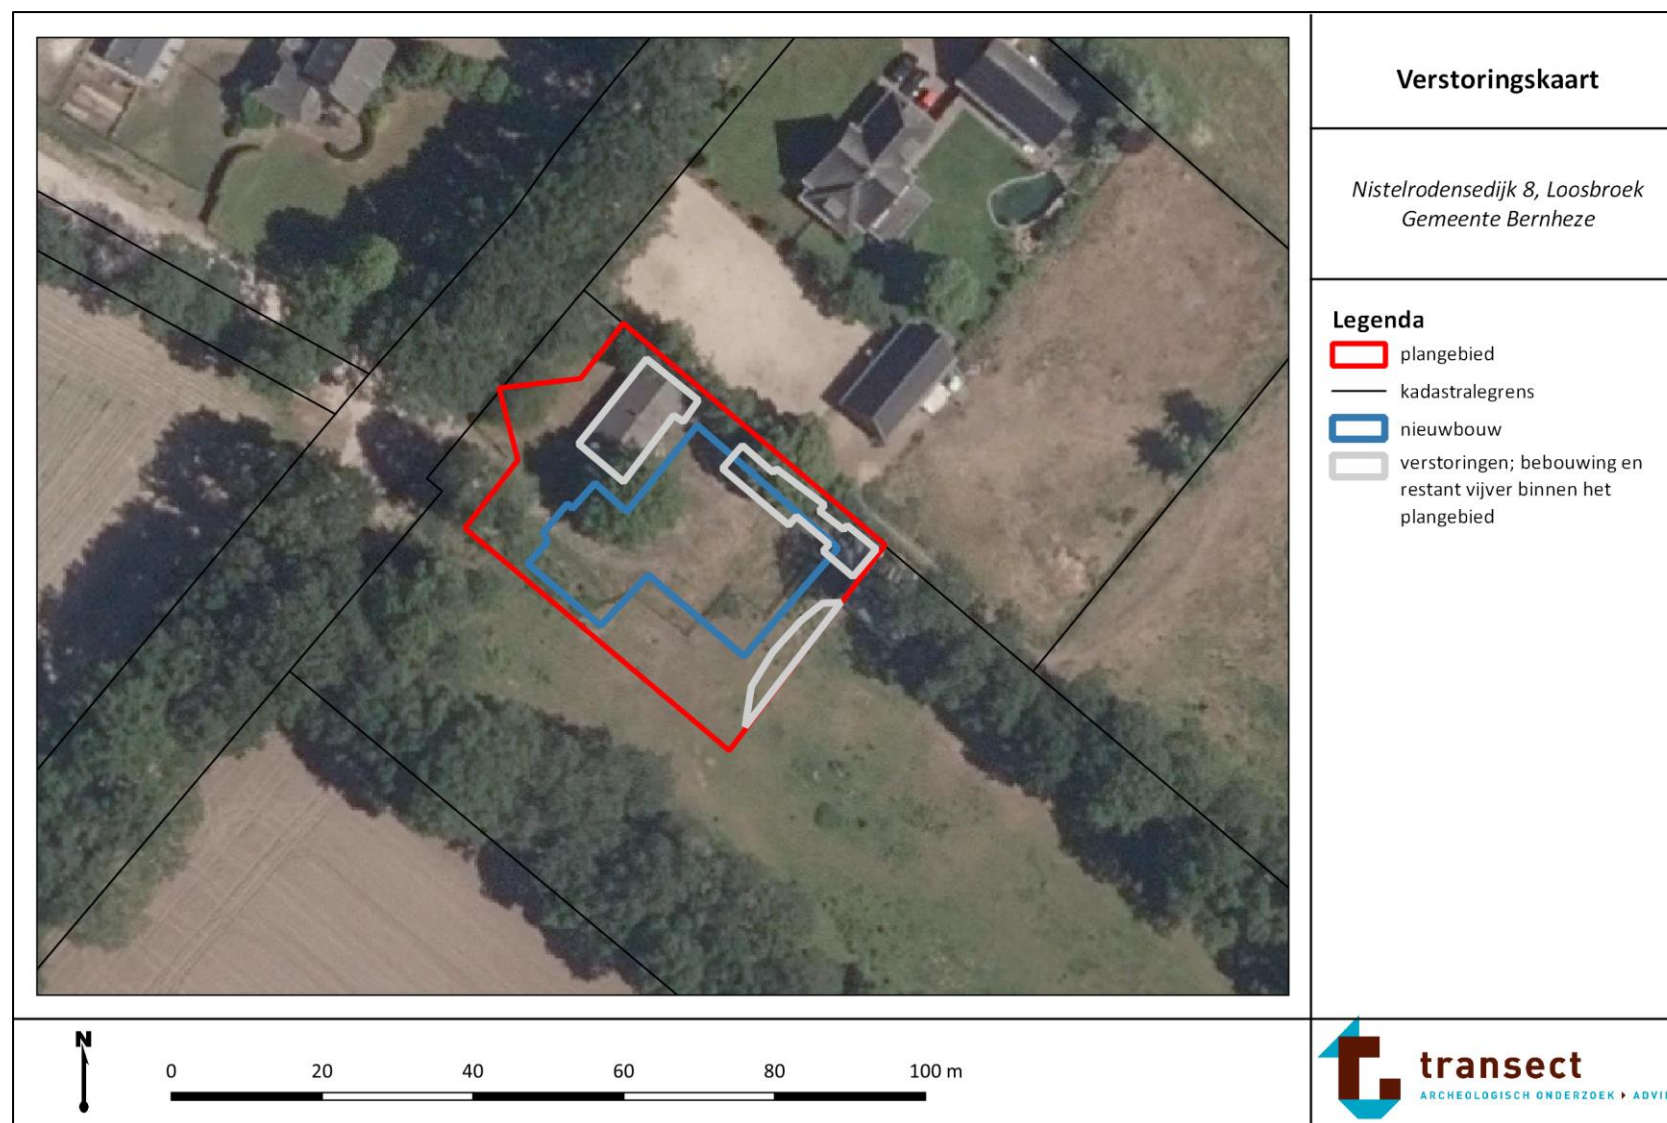 Verstoringskaart
Nistelrodensedijk 8, Loosbroek
Gemeente Bernheze
Legenda
plangebied
kadastralegrens
nieuwbouw
verstoringen; bebouwing en
restant vijver binnen het
plangebied
N
0 20 40 60 80 100 m
transect
ARCHEOLOGISCH ONDERZOEK ADVIE